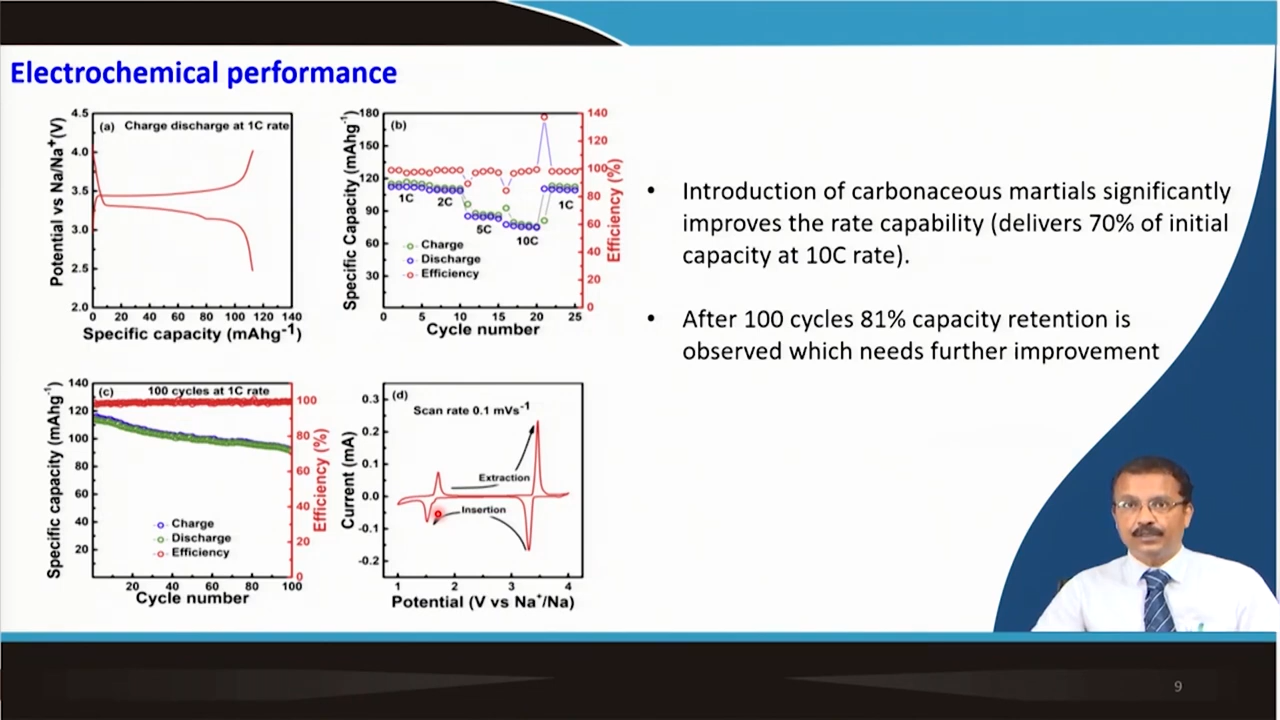 Electrochemical performance
4.5
4.0
3.5
3.0
2.5
2.0
Potential vs Na/Na⁺(V)
(a) Charge discharge at 1C rate
0 20 40 60 80 100 120 140
Specific capacity (mAhg⁻¹)
180
150
120
90
60
30
Specific Capacity (mAhg⁻¹)
(b)
1C
2C
5C
10C
1C
Charge
Discharge
Efficiency
140
120
100
80
60
40
20
0
Efficiency (%)
0 5 10 15 20 25
Cycle number
140
120
100
80
60
40
20
Specific capacity (mAhg⁻¹)
(c) 100 cycles at 1C rate
Charge
Discharge
Efficiency
100
80
60
40
20
0
Efficiency (%)
20 40 60 80 100
Cycle number
0.3
0.2
0.1
0.0
-0.1
-0.2
Current (mA)
(d)
Scan rate 0.1 mVs⁻¹
Extraction
Insertion
1 2 3 4
Potential (V vs Na⁺/Na)
• Introduction of carbonaceous martials significantly
improves the rate capability (delivers 70% of initial
capacity at 10C rate).
• After 100 cycles 81% capacity retention is
observed which needs further improvement
9